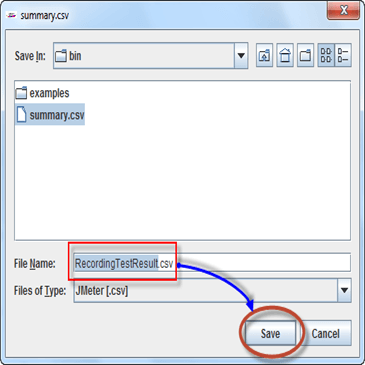 summary.csv
Save In: bin
examples
summary.csv
File Name: RecordingTestResult.csv
Files of Type: JMeter [.csv]
Save Cancel